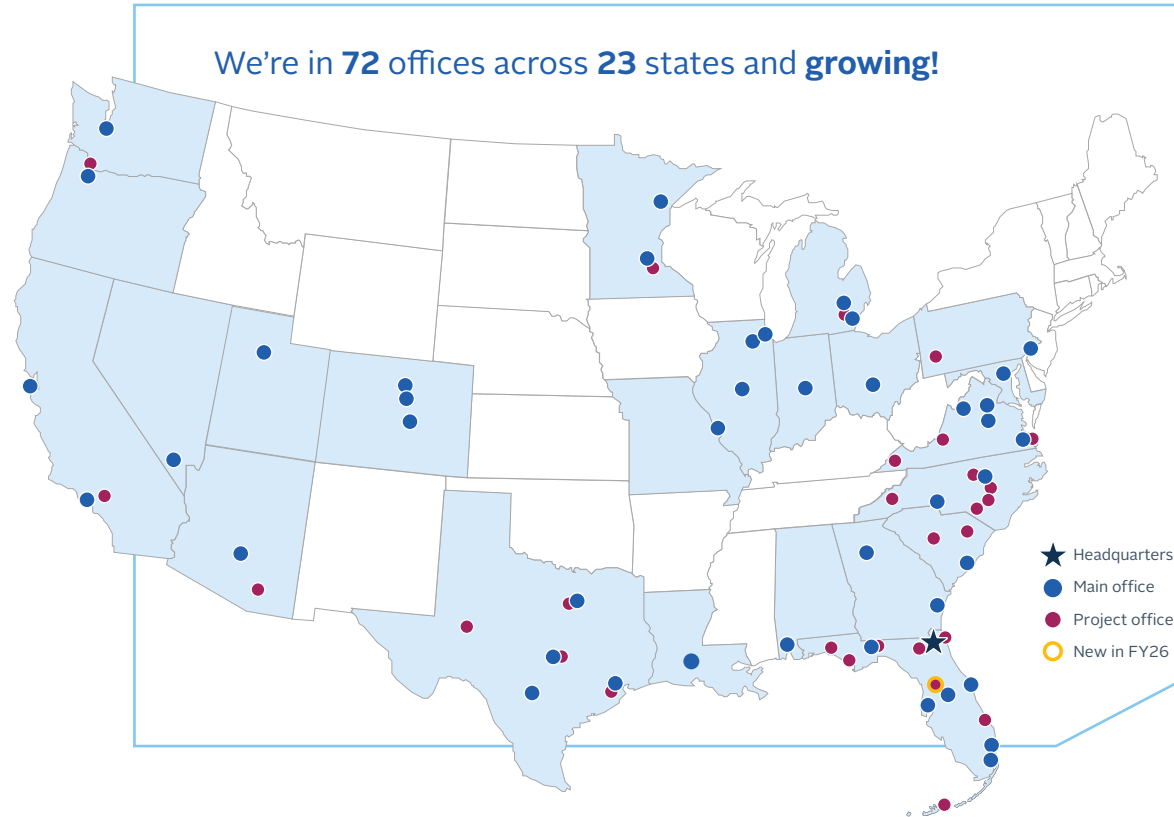 We're in 72 offices across 23 states and growing!
Headquarters
Main office
Project office
New in FY26